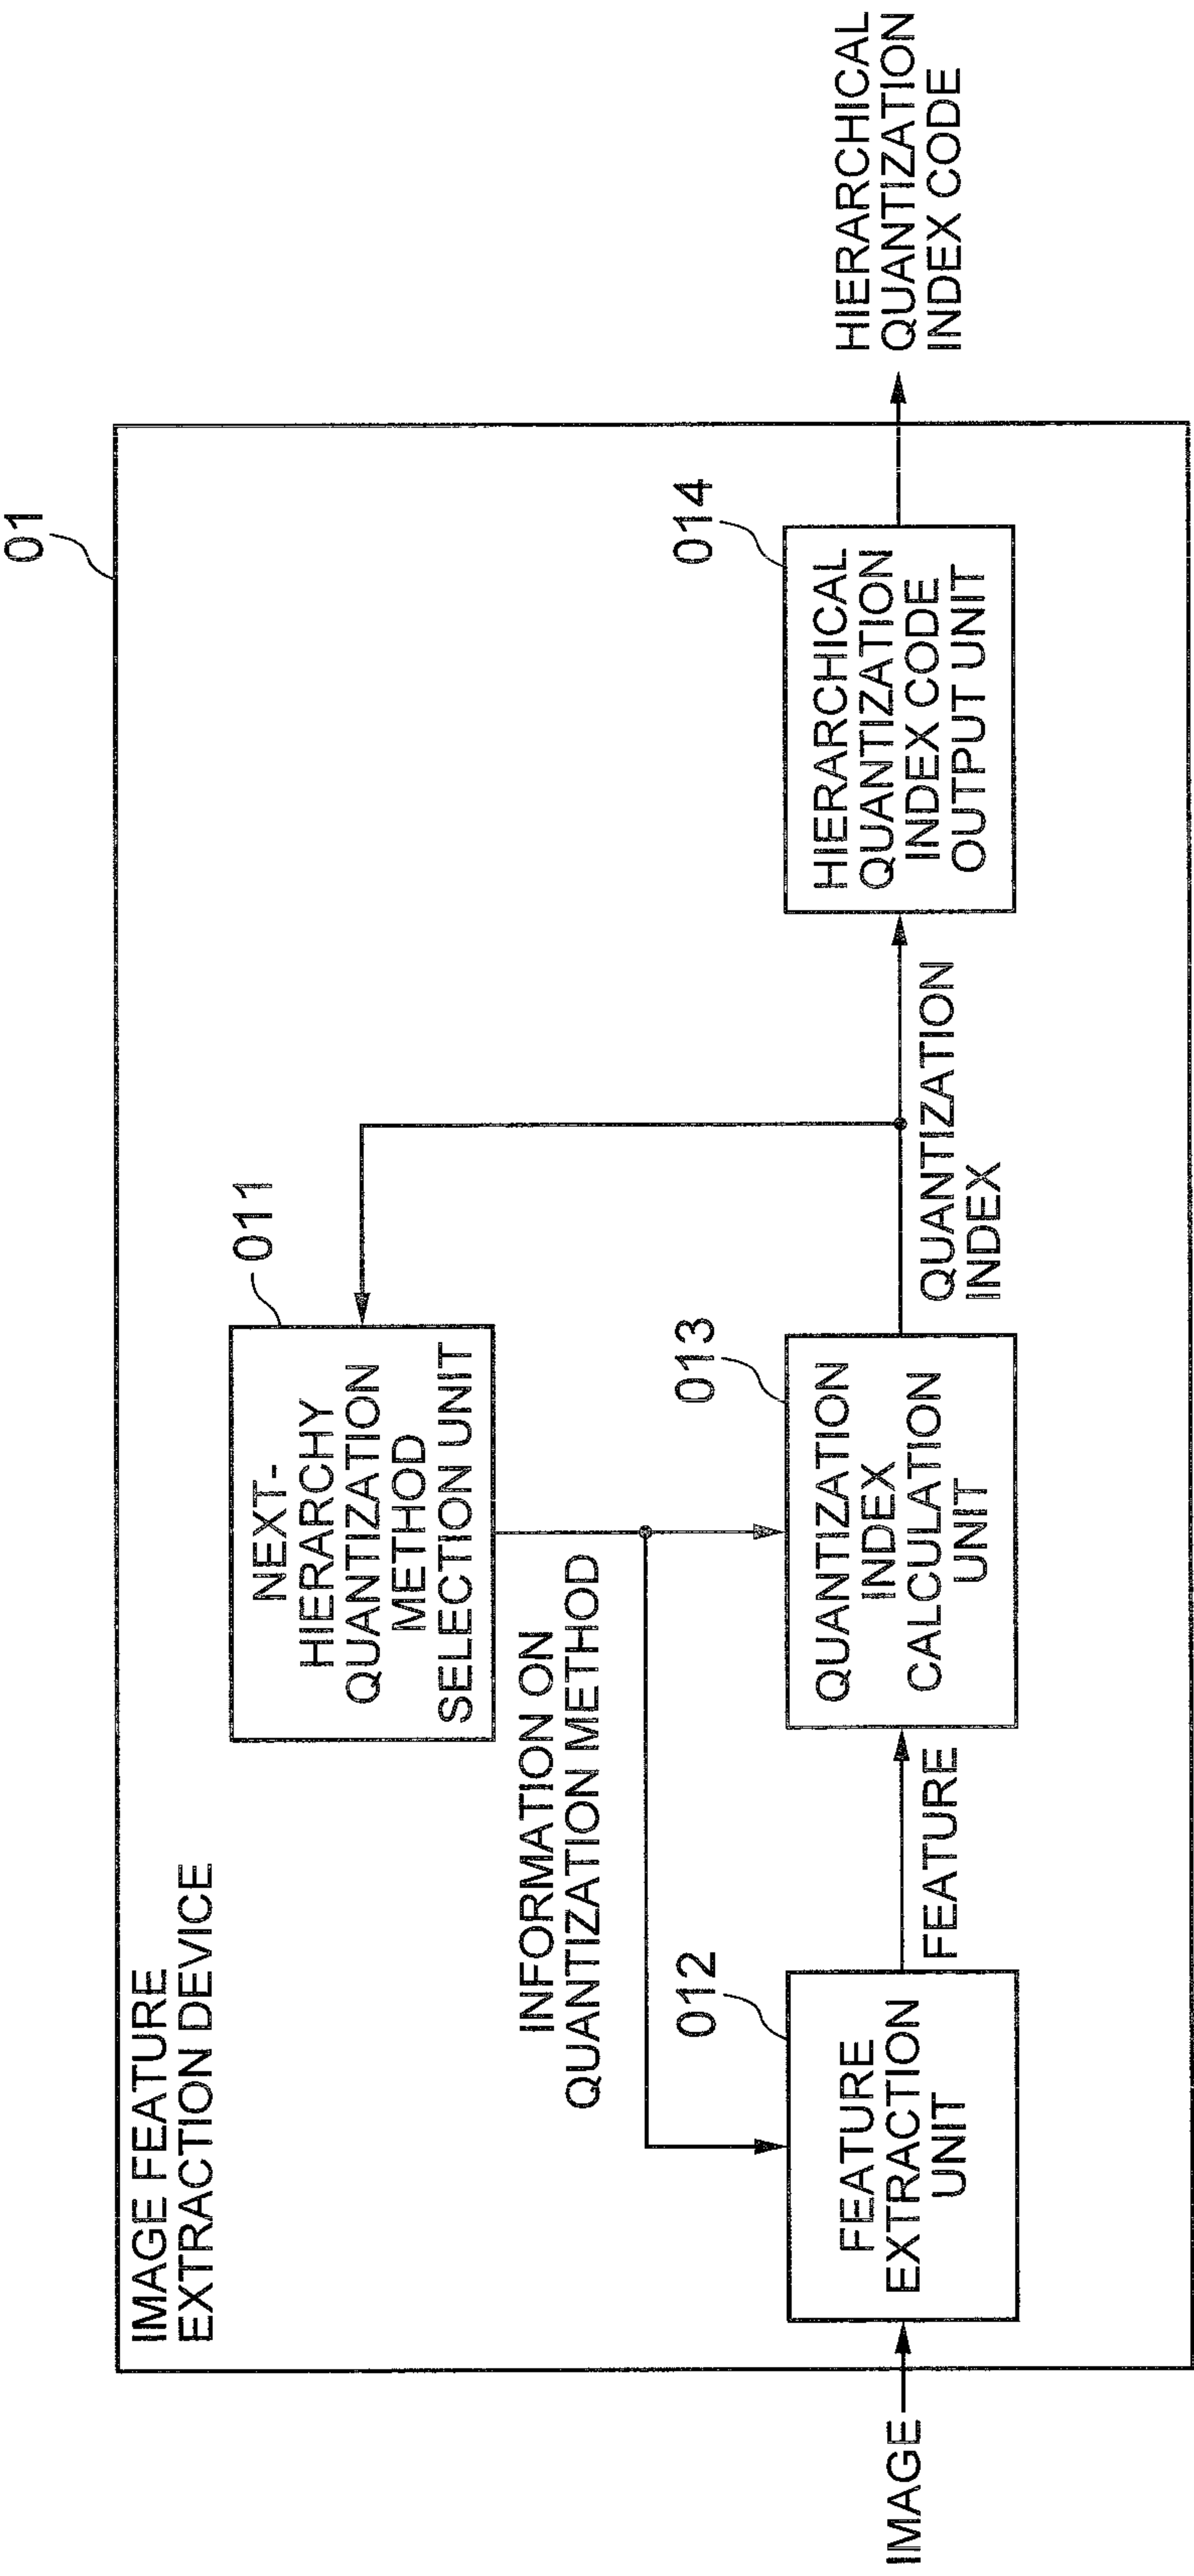 01
IMAGE FEATURE
EXTRACTION DEVICE
011
NEXT-
HIERARCHY
QUANTIZATION
METHOD
SELECTION UNIT
INFORMATION ON
QUANTIZATION METHOD
012
013
014
IMAGE
FEATURE
EXTRACTION
UNIT
FEATURE
QUANTIZATION
INDEX
CALCULATION
UNIT
QUANTIZATION
INDEX
HIERARCHICAL
QUANTIZATION
INDEX CODE
OUTPUT UNIT
HIERARCHICAL
QUANTIZATION
INDEX CODE